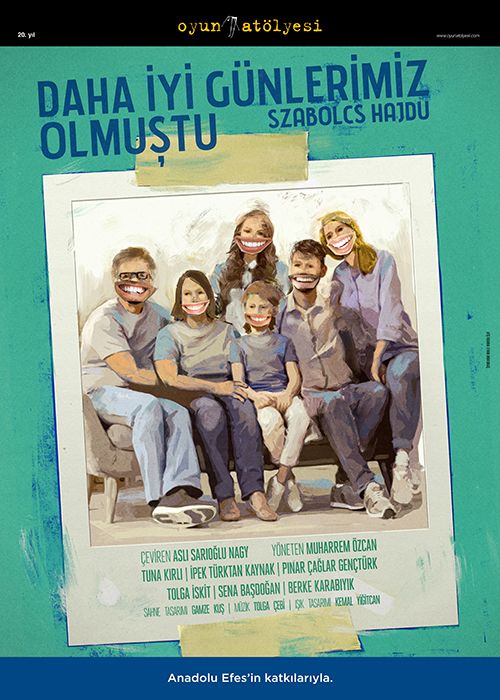 20. yıl
oyun atölyesi
www.oyunatolyesi.com
DAHA İYİ GÜNLERİMİZ
OLMUŞTU
SZABOLCS HAJDU
ÇEVİREN ASLI SARIOĞLU NAGY YÖNETEN MUHARREM ÖZCAN
TUNA KIRLI | İPEK TÜRKTAN KAYNAK | PINAR ÇAĞLAR GENÇTÜRK
TOLGA İSKİT | SENA BAŞDOĞAN | BERKE KARABIYIK
SAHNE TASARIMI GAMZE KUŞ | MÜZİK TOLGA ÇEBİ | IŞIK TASARIMI KEMAL YİĞİTCAN
Anadolu Efes'in katkılarıyla.